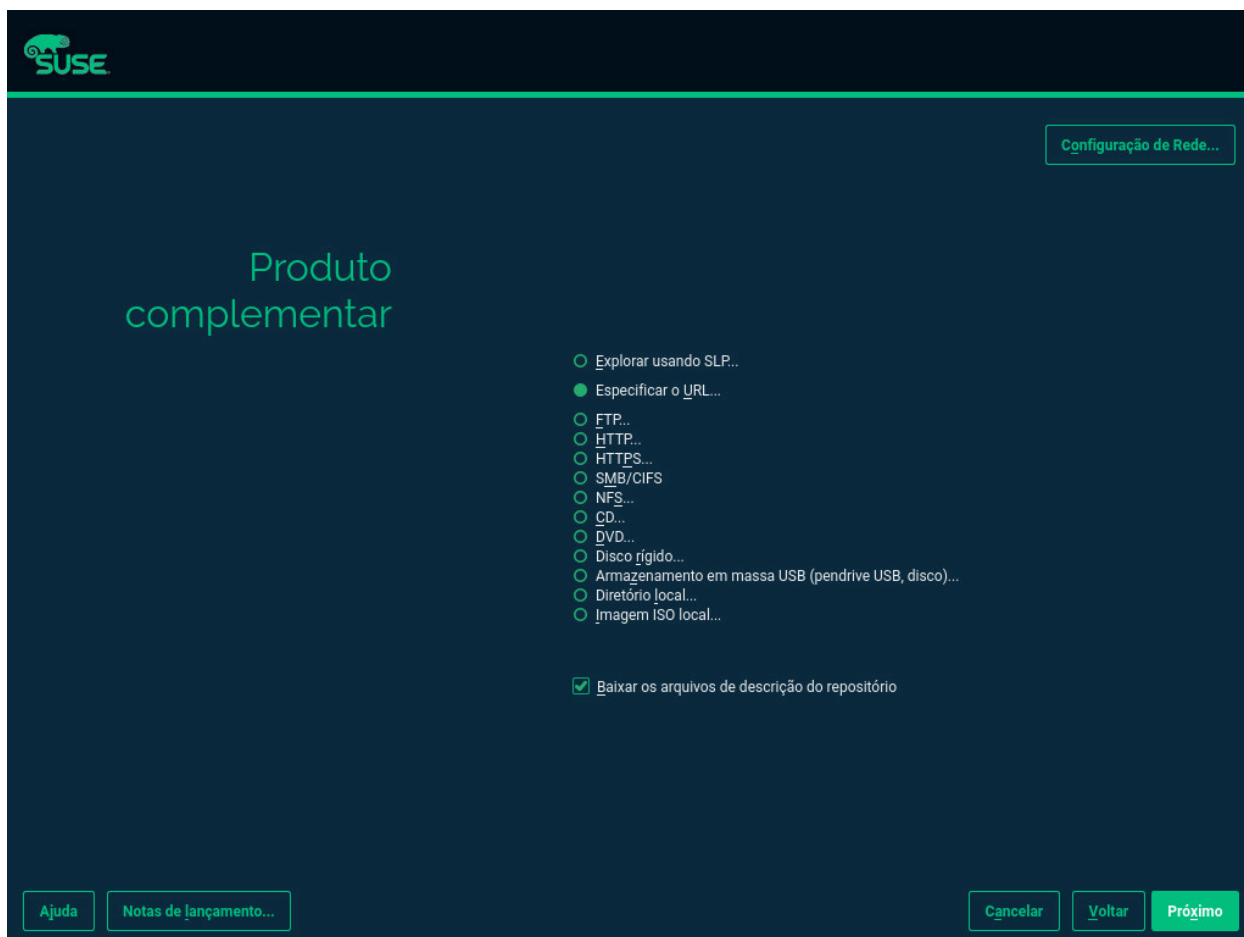 SUSE
Configuração de Rede...
Produto
complementar
Explorar usando SLP...
Especificar o URL...
FTP...
HTTP...
HTTPS...
SMB/CIFS
NFS...
CD...
DVD...
Disco rígido...
Armazenamento em massa USB (pendrive USB, disco)...
Diretório local...
Imagem ISO local...
Baixar os arquivos de descrição do repositório
Ajuda
Notas de lançamento...
Cancelar
Voltar
Próximo